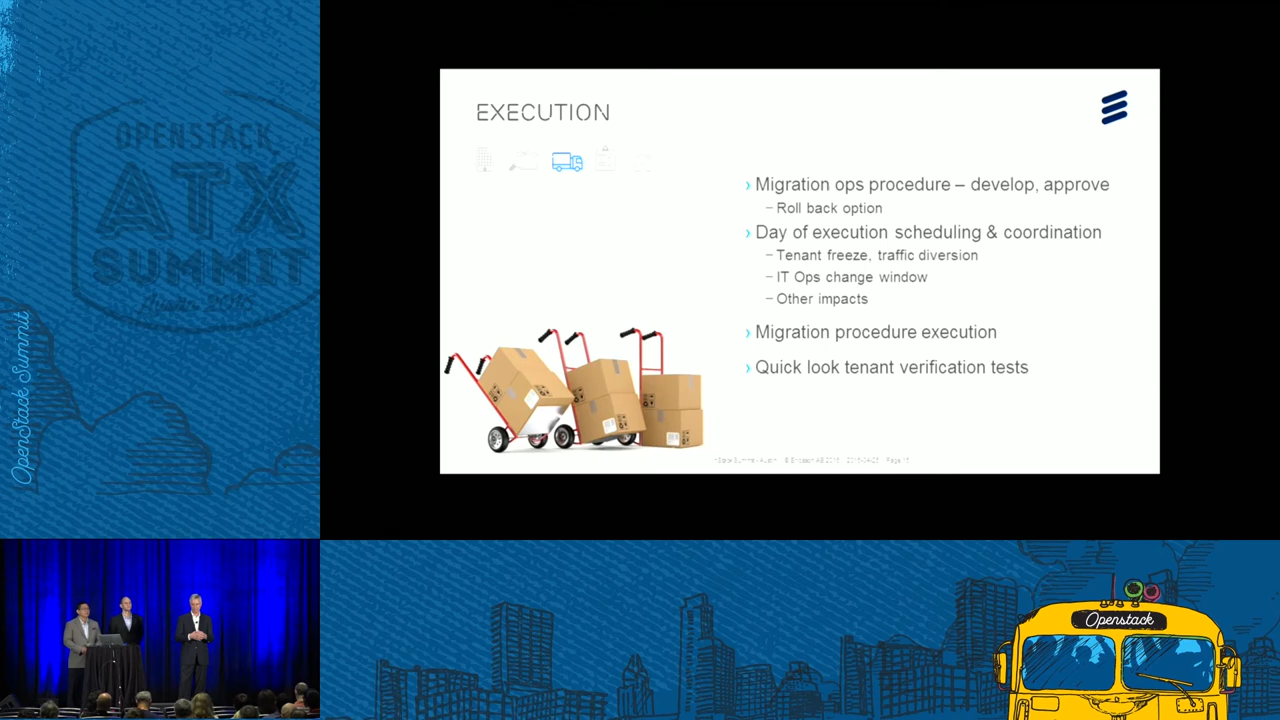 OPENSTACK
ATX
SUMMIT
OpenStack Summit
EXECUTION
› Migration ops procedure – develop, approve
– Roll back option
› Day of execution scheduling & coordination
– Tenant freeze, traffic diversion
– IT Ops change window
– Other impacts
› Migration procedure execution
› Quick look tenant verification tests
Openstack